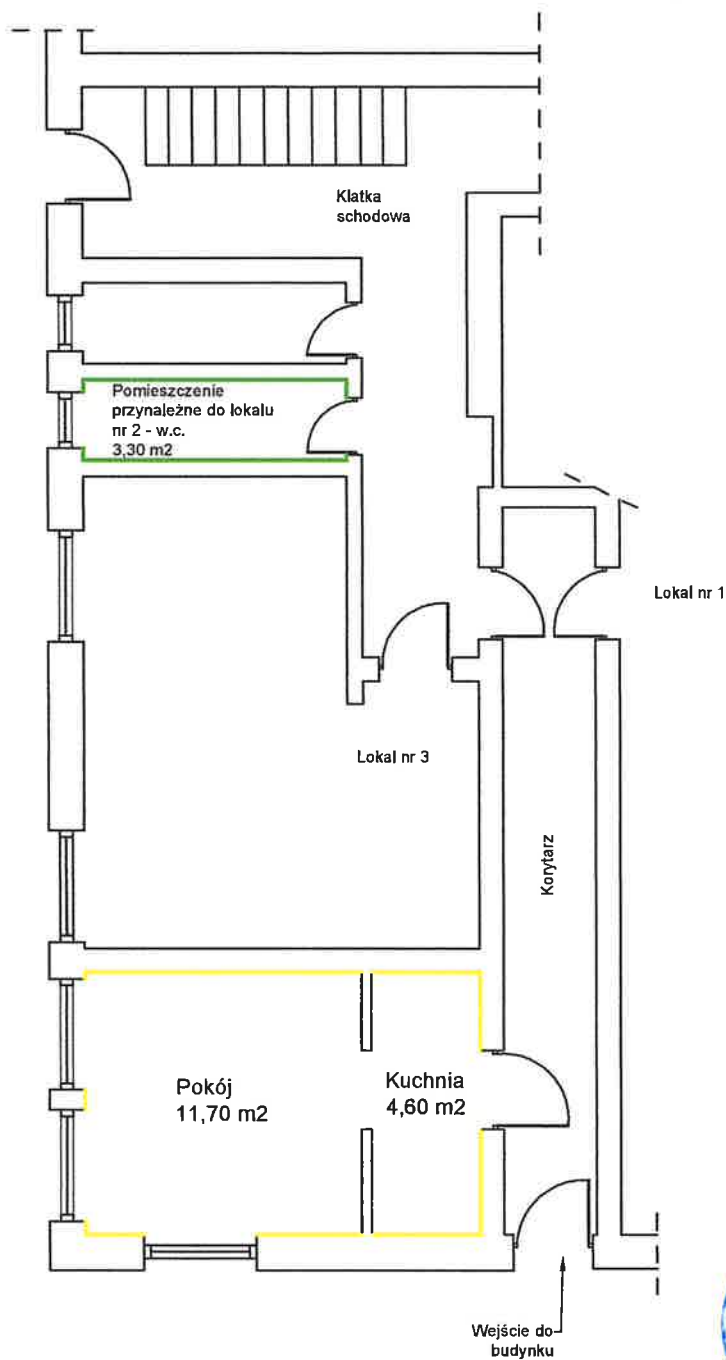 Klatka
schodowa
Pomieszczenie
przynależne do lokalu
nr 2 - w.c.
3,30 m2
Lokal nr 1
Lokal nr 3
Korytarz
Pokój
11,70 m2
Kuchnia
4,60 m2
Wejście do
budynku